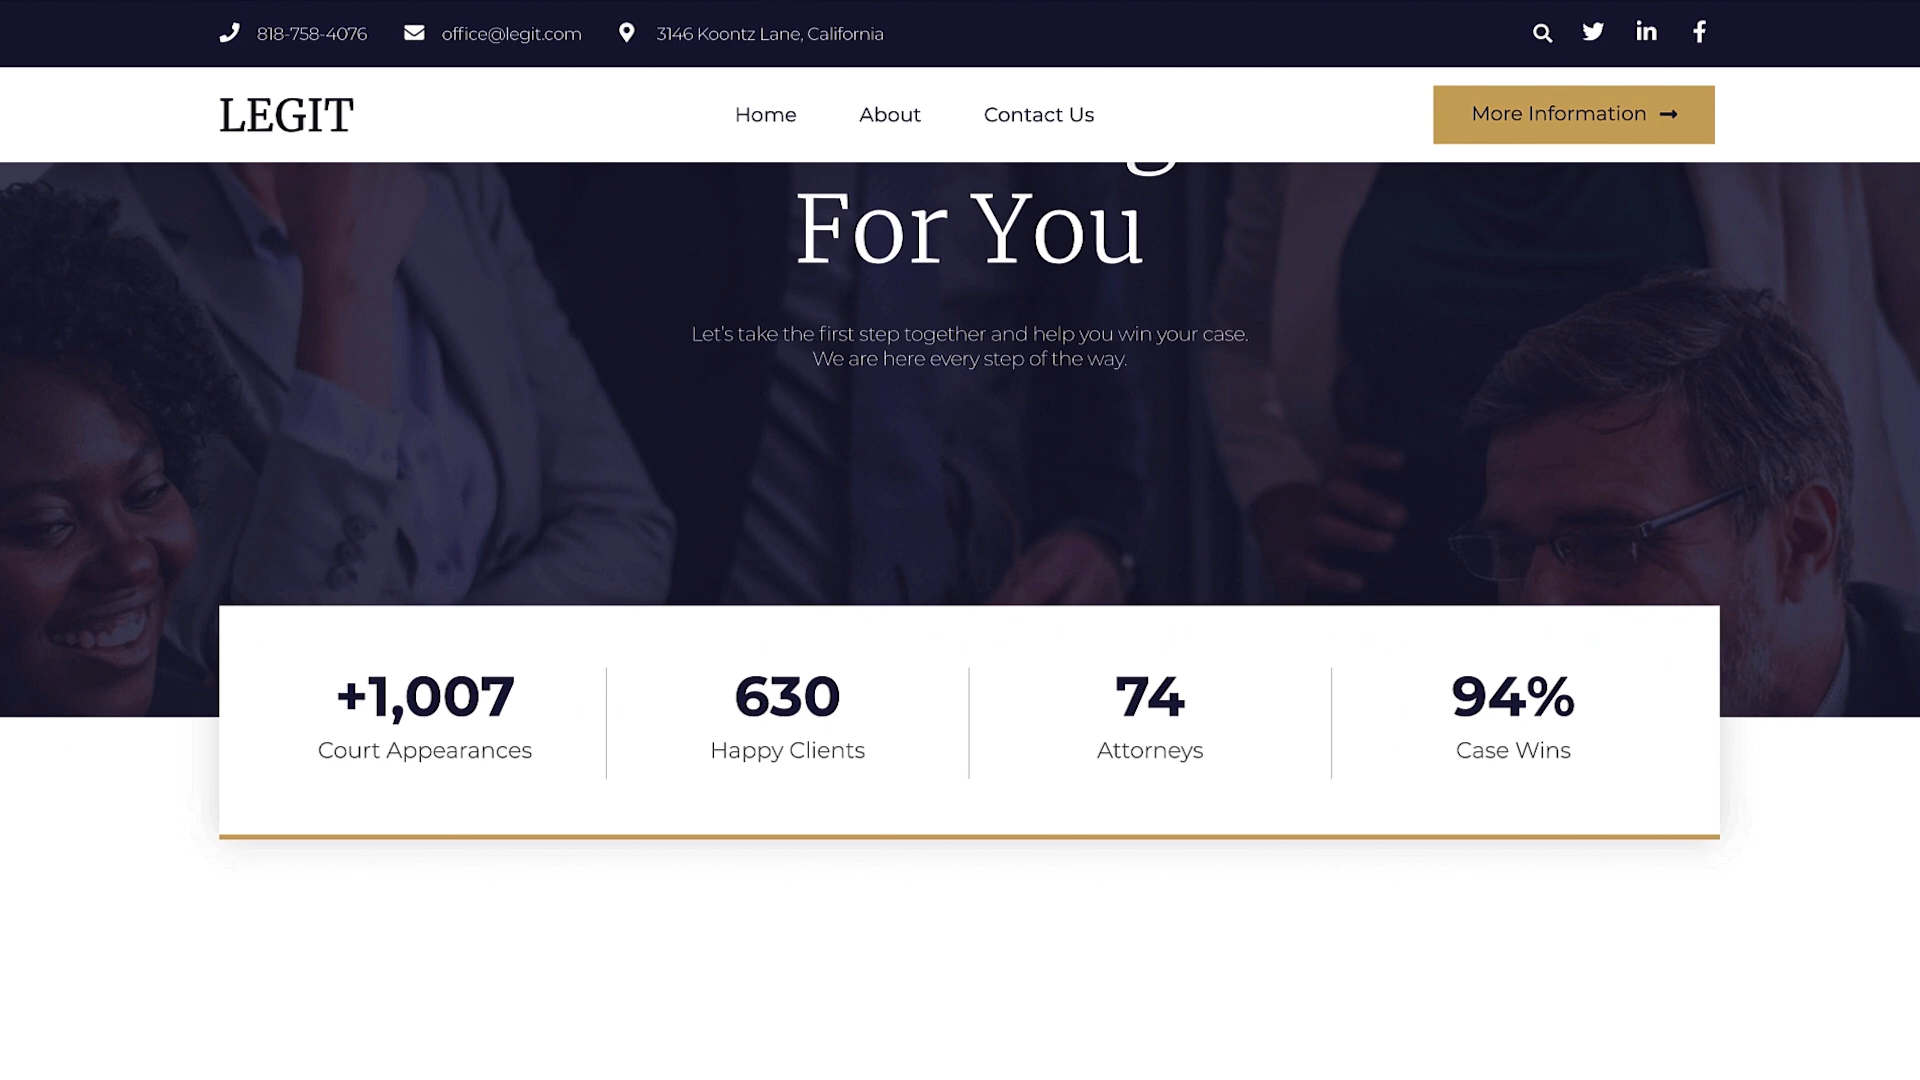 818-758-4076 office@legit.com 3146 Koontz Lane, California
LEGIT Home About Contact Us More Information
For You
Let's take the first step together and help you win your case.
We are here every step of the way.
+1,007 630 74 94%
Court Appearances Happy Clients Attorneys Case Wins